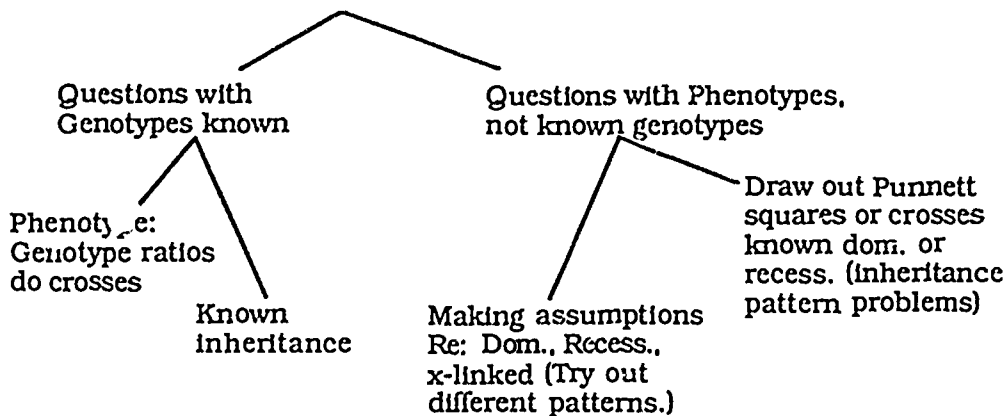 Questions with
Genotypes known
Questions with Phenotypes,
not known genotypes
Genotype ratios
do crosses
Known
inheritance
Making assumptions
Re: Dom., Recess.,
x-linked (Try out
different patterns.)
Draw out Punnett
squares or crosses
known dom. or
recess. (inheritance
pattern problems)